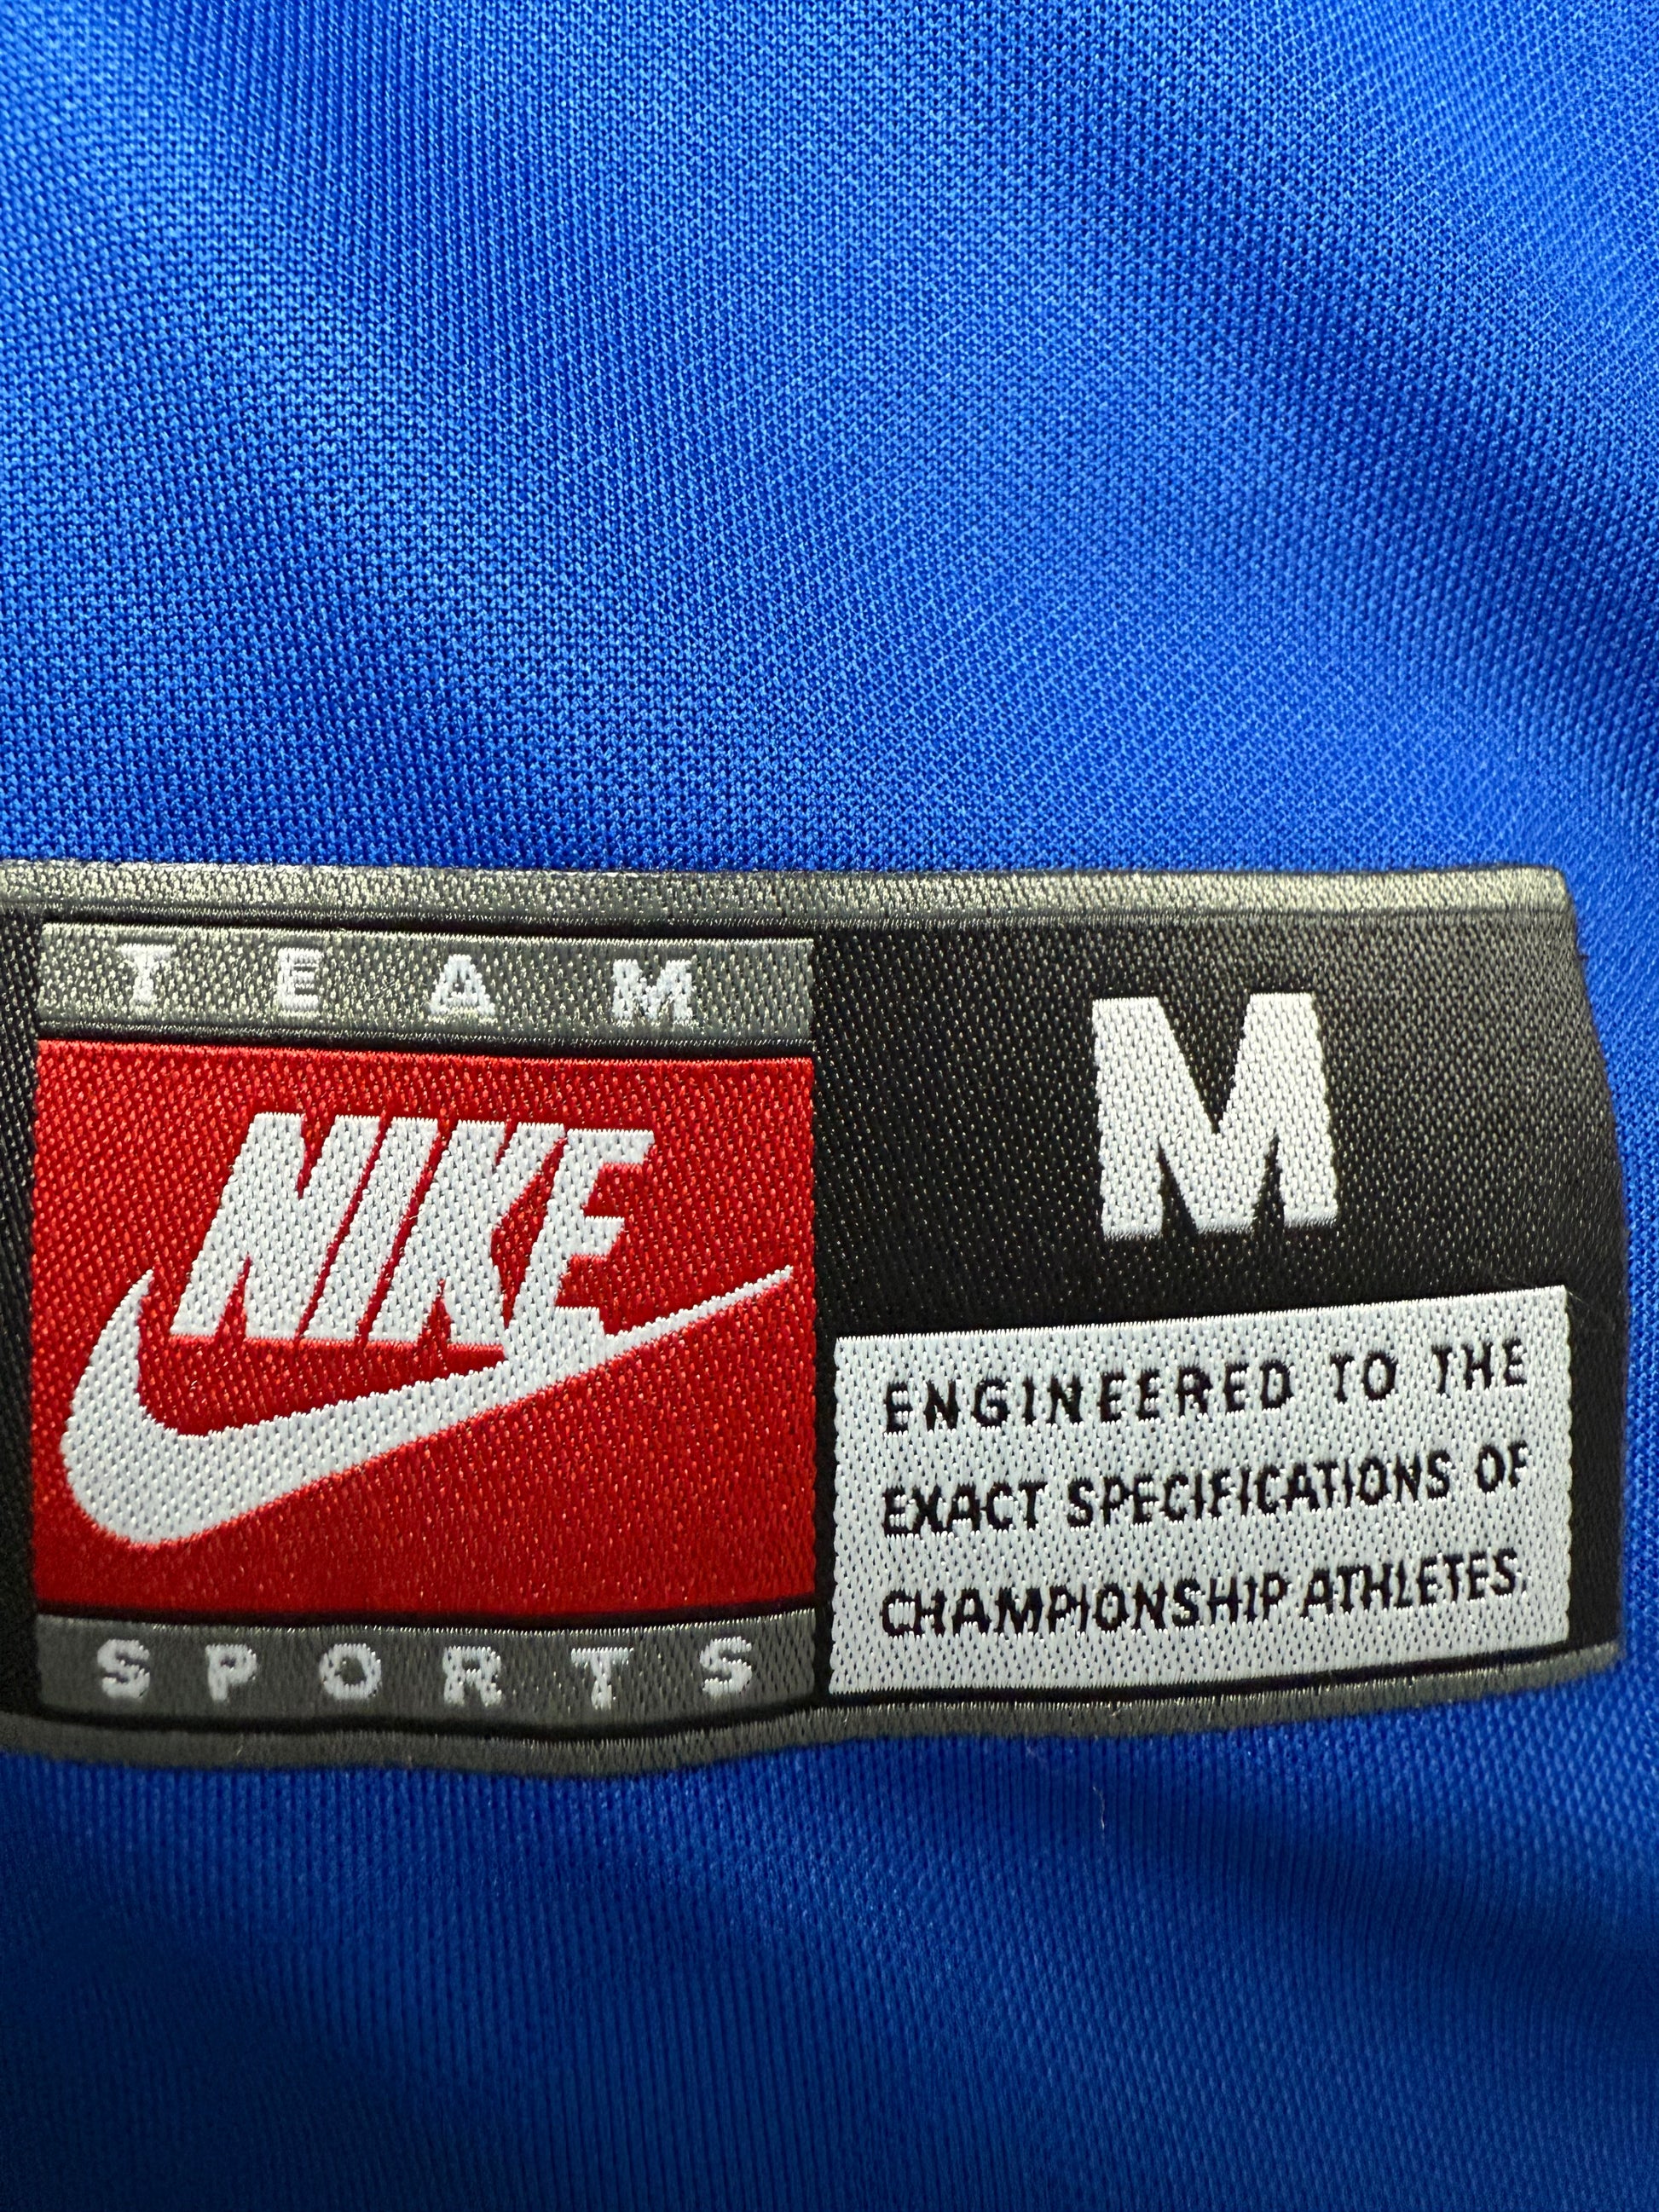 TEAM
NIKE
SPORTS
M
ENGINEERED TO THE
EXACT SPECIFICATIONS OF
CHAMPIONSHIP ATHLETES.